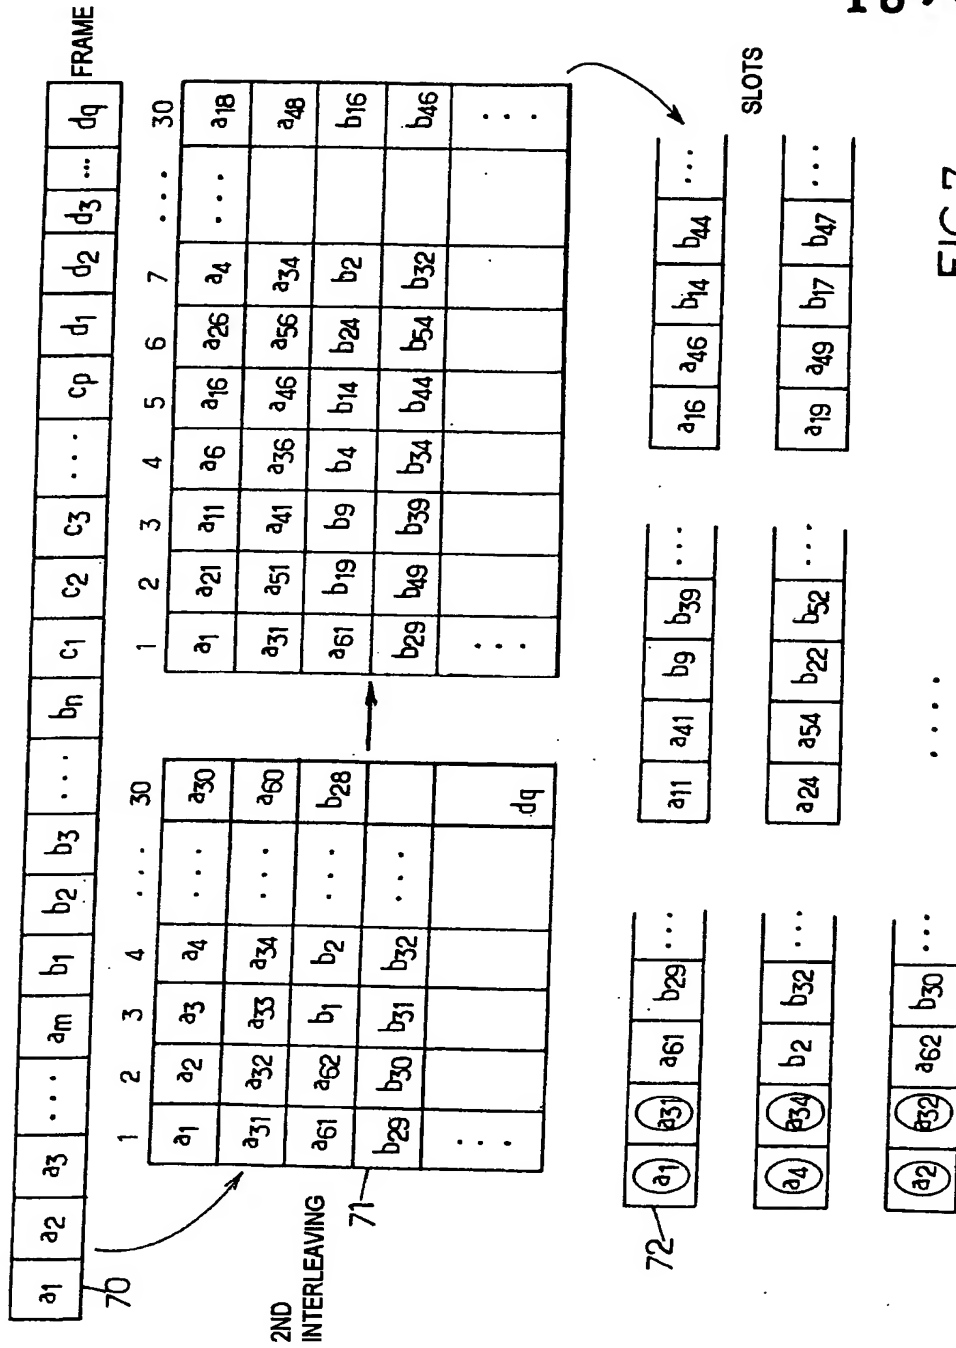 FRAME
a1 a2 a3 ... am b1 b2 b3 ... bn c1 c2 c3 ... cp d1 d2 d3 ... dq
70
2ND
INTERLEAVING
1 2 3 4 ... 30
a1 a2 a3 a4 ... a30
a31 a32 a33 a34 ... a60
a61 a62 b1 b2 ... b28
b29 b30 b31 b32 ...
... dq
71
1 2 3 4 5 6 7 ... 30
a1 a21 a11 a6 a16 a26 a4 ... a18
a31 a51 a41 a36 a46 a56 a34 a48
a61 b19 b9 b4 b14 b24 b2 b16
b29 b49 b39 b34 b44 b54 b32 b46
... ...
SLOTS
72
a1 a31 a61 b29 ...
a11 a41 b9 b39 ...
a16 a46 b14 b44 ...
a4 a34 b2 b32 ...
a24 a54 b22 b52 ...
a19 a49 b17 b47 ...
a2 a32 a62 b30 ...
....
FIG.7